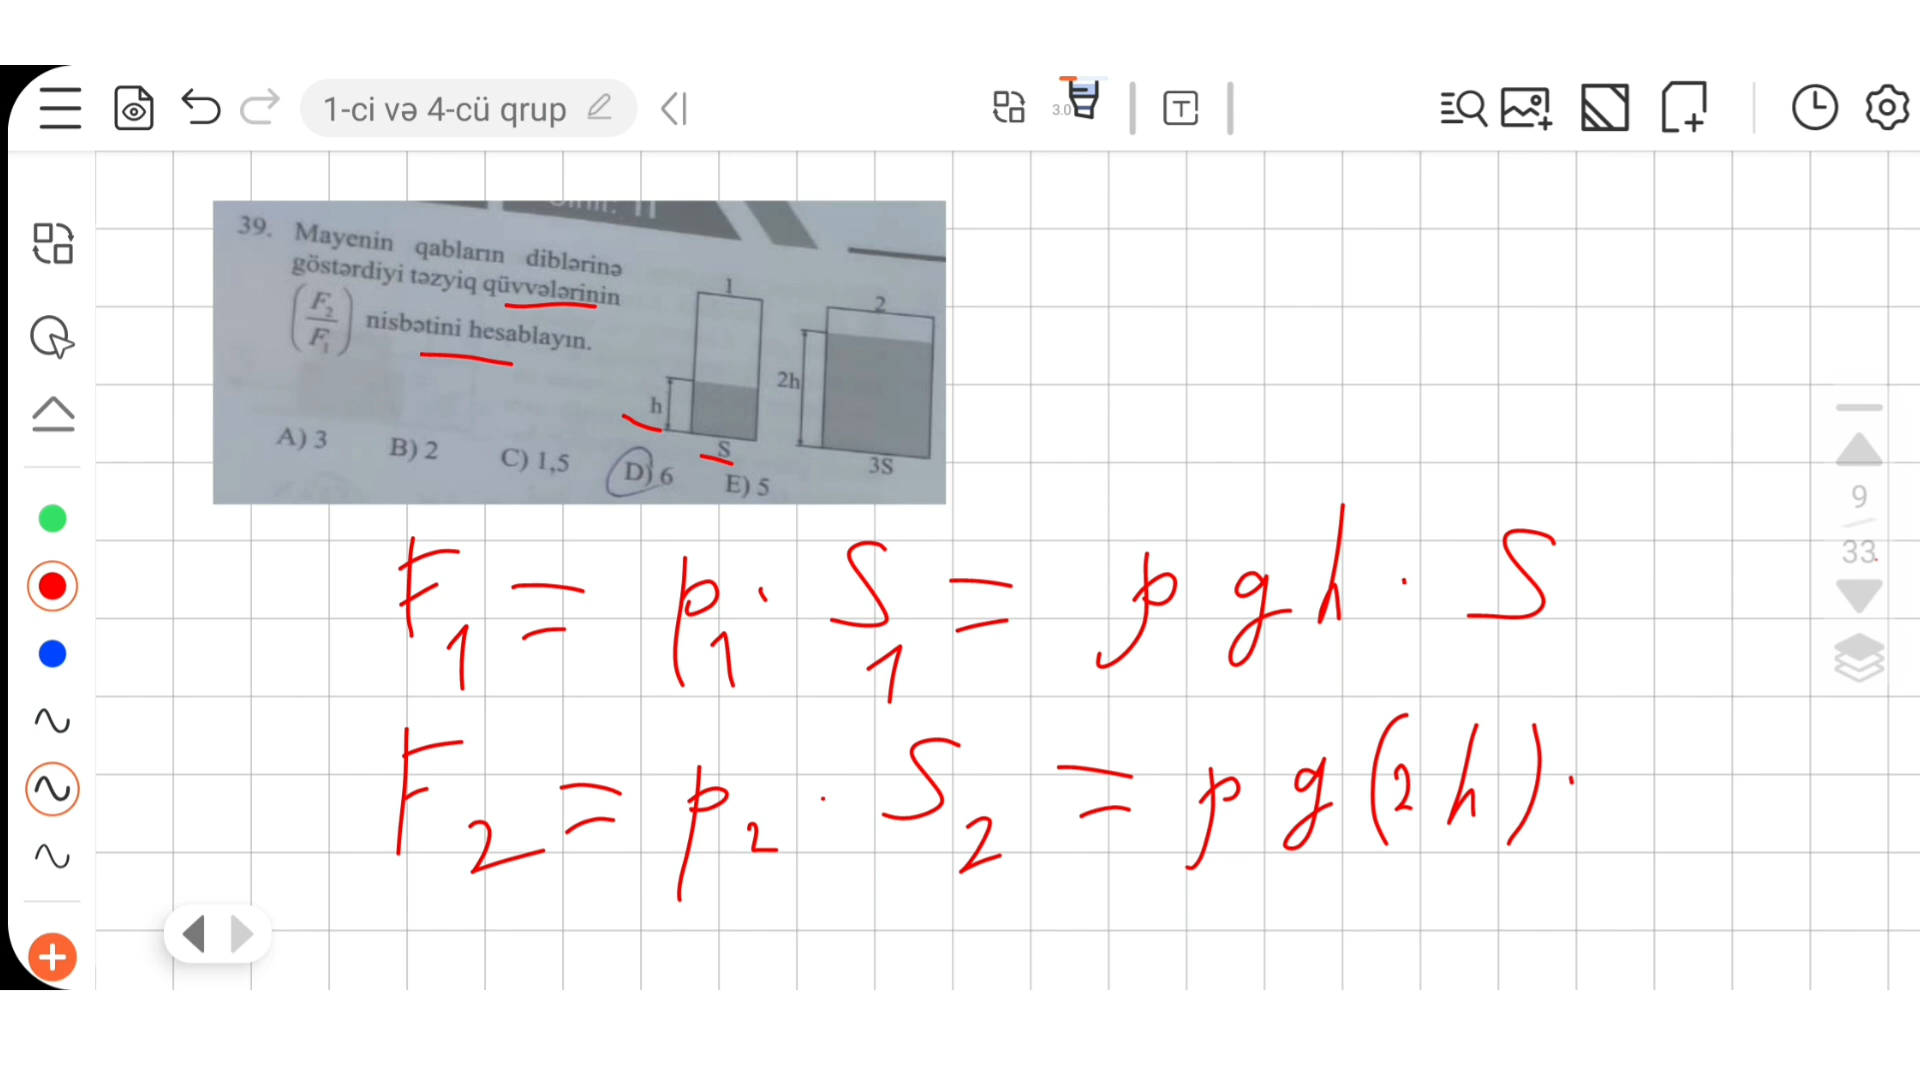 1-ci və 4-cü qrup
3.0
T
39. Mayenin qabların diblərinə
göstərdiyi təzyiq qüvvələrinin
(F₂/F₁) nisbətini hesablayın.
1
2
h
2h
S
3S
A) 3 B) 2 C) 1,5 D) 6 E) 5
F₁ = p₁ · S₁ = ρgh · S
F₂ = p₂ · S₂ = ρg(2h) ·
9
33